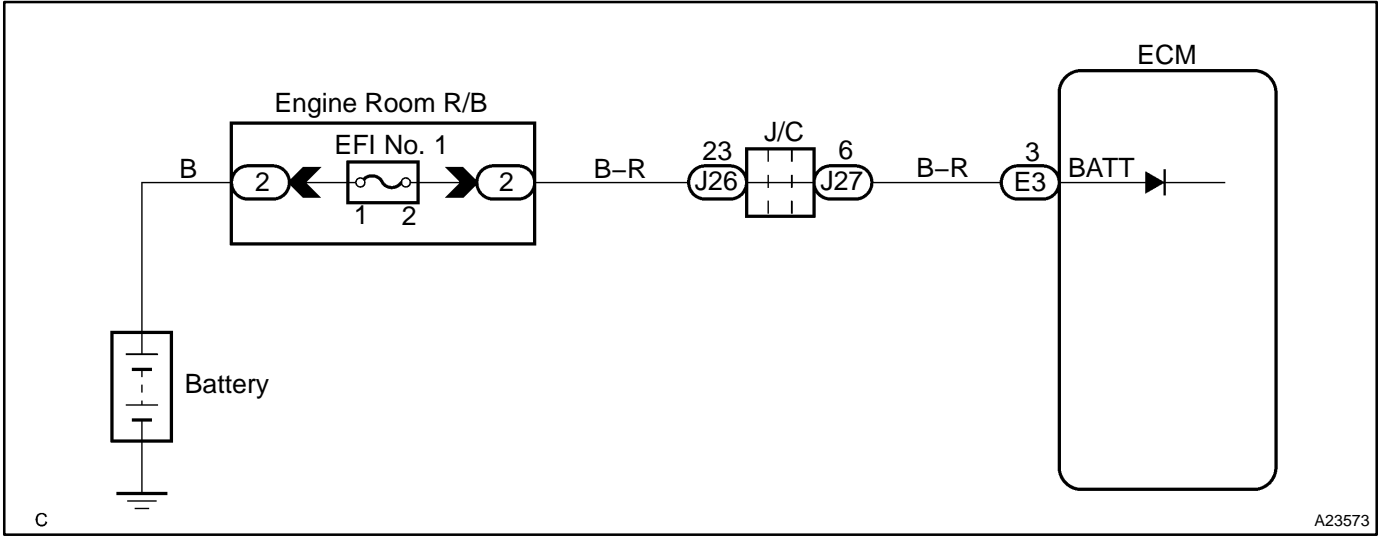 ECM
Engine Room R/B
EFI No. 1
J/C
B
2
2
B–R
23
J26
6
J27
B–R
3
E3
BATT
1 2
Battery
C
A23573